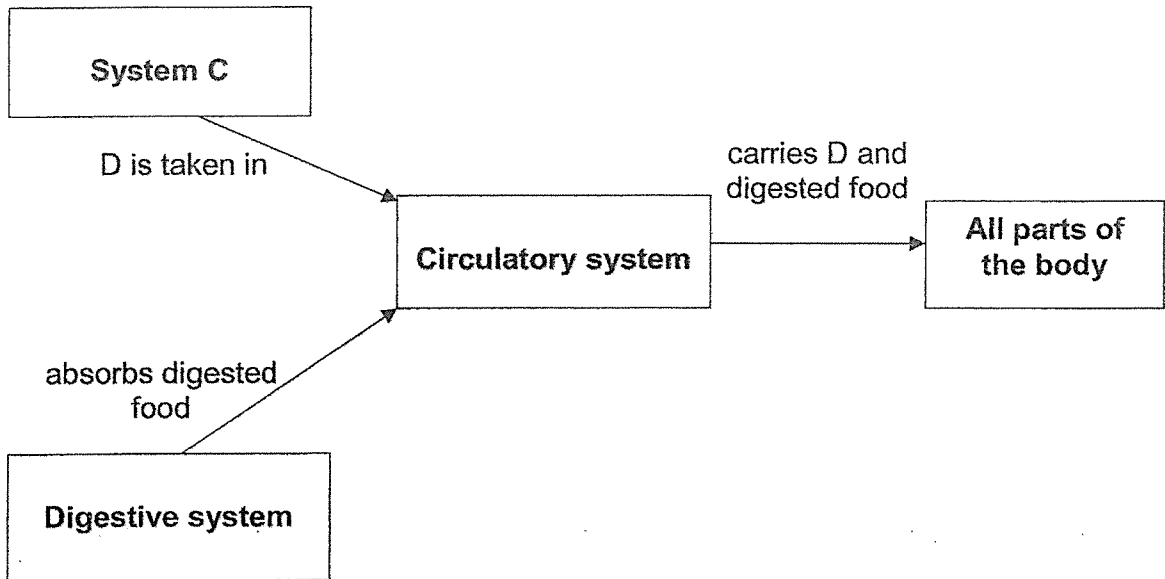 System C
D is taken in
carries D and
digested food
Circulatory system
All parts of
the body
absorbs digested
food
Digestive system